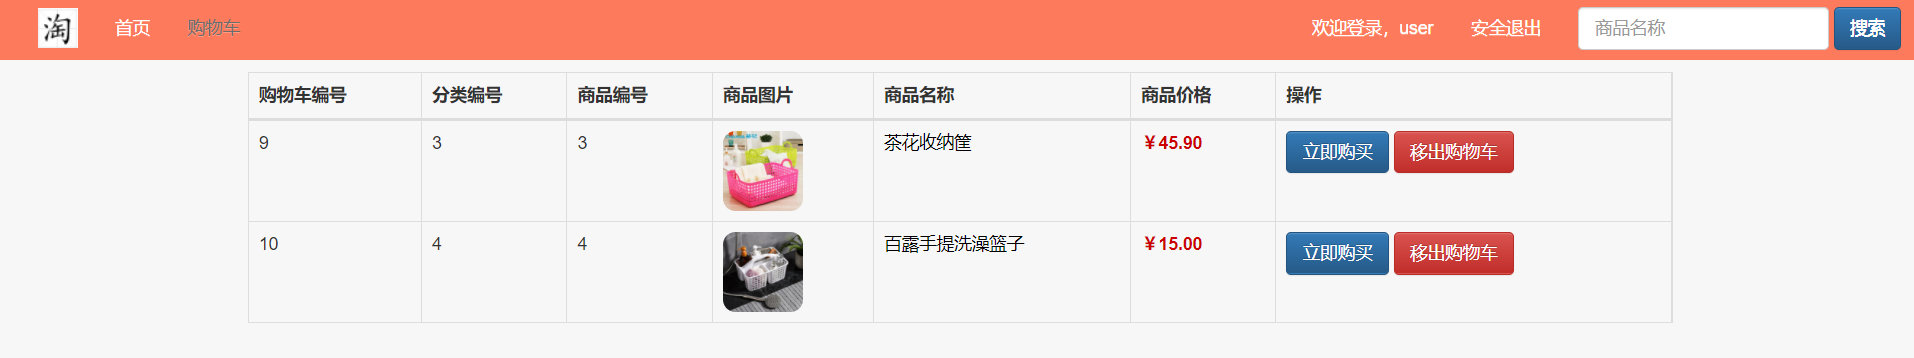 淘 首页 购物车 欢迎登录，user 安全退出 商品名称 搜索
购物车编号 分类编号 商品编号 商品图片 商品名称 商品价格 操作
9 3 3 茶花收纳筐 ￥45.90 立即购买 移出购物车
10 4 4 百露手提洗澡篮子 ￥15.00 立即购买 移出购物车